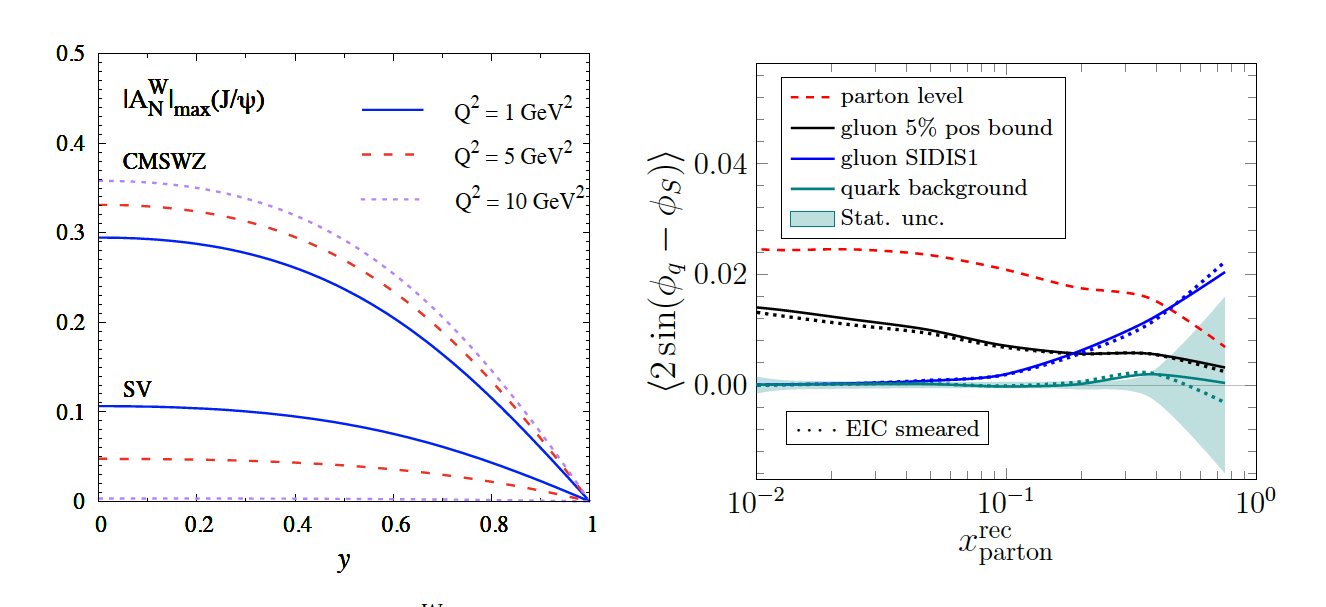 |A_N^W|_max(J/ψ)
CMSWZ
SV
Q² = 1 GeV²
Q² = 5 GeV²
Q² = 10 GeV²
0.5
0.4
0.3
0.2
0.1
0
0 0.2 0.4 0.6 0.8 1
y
W
⟨2 sin(ϕ_q − ϕ_S)⟩
0.04
0.02
0.00
parton level
gluon 5% pos bound
gluon SIDIS1
quark background
Stat. unc.
.... EIC smeared
10⁻² 10⁻¹ 10⁰
x_parton^rec